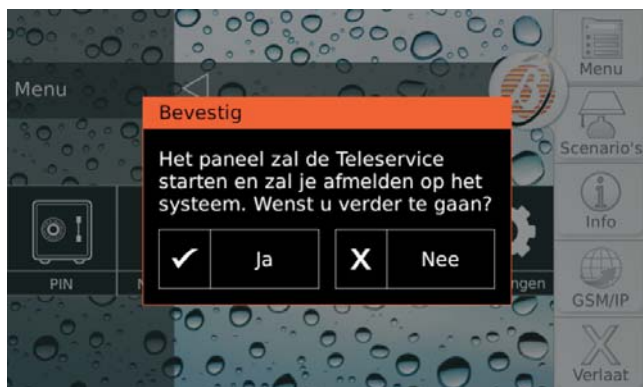 Menu
Menu
Bevestig
Het paneel zal de Teleservice
starten en zal je afmelden op het
systeem. Wenst u verder te gaan?
Ja
Nee
Scenario's
Info
PIN
N
ngen
GSM/IP
Verlaat